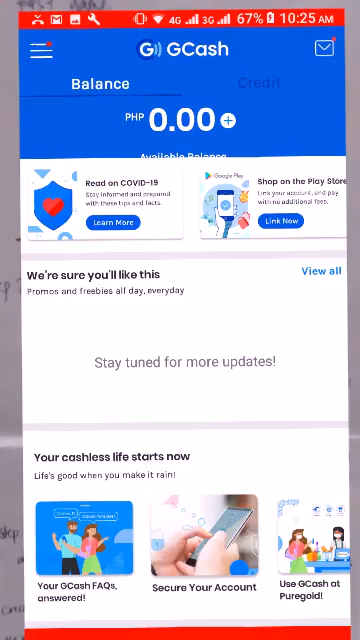 4G 3G 67% 10:25 AM
GCash
Balance Credit
PHP 0.00
Available Balance
Read on COVID-19
Stay informed and prepared
with these tips and facts.
Learn More
Google Play
Shop on the Play Store
Link your account, and pay
with no additional fees.
Link Now
We're sure you'll like this
View all
Promos and freebies all day, everyday
Stay tuned for more updates!
Your cashless life starts now
Life's good when you make it rain!
Your GCash FAQs,
answered!
Secure Your Account
Use GCash at
Puregold!